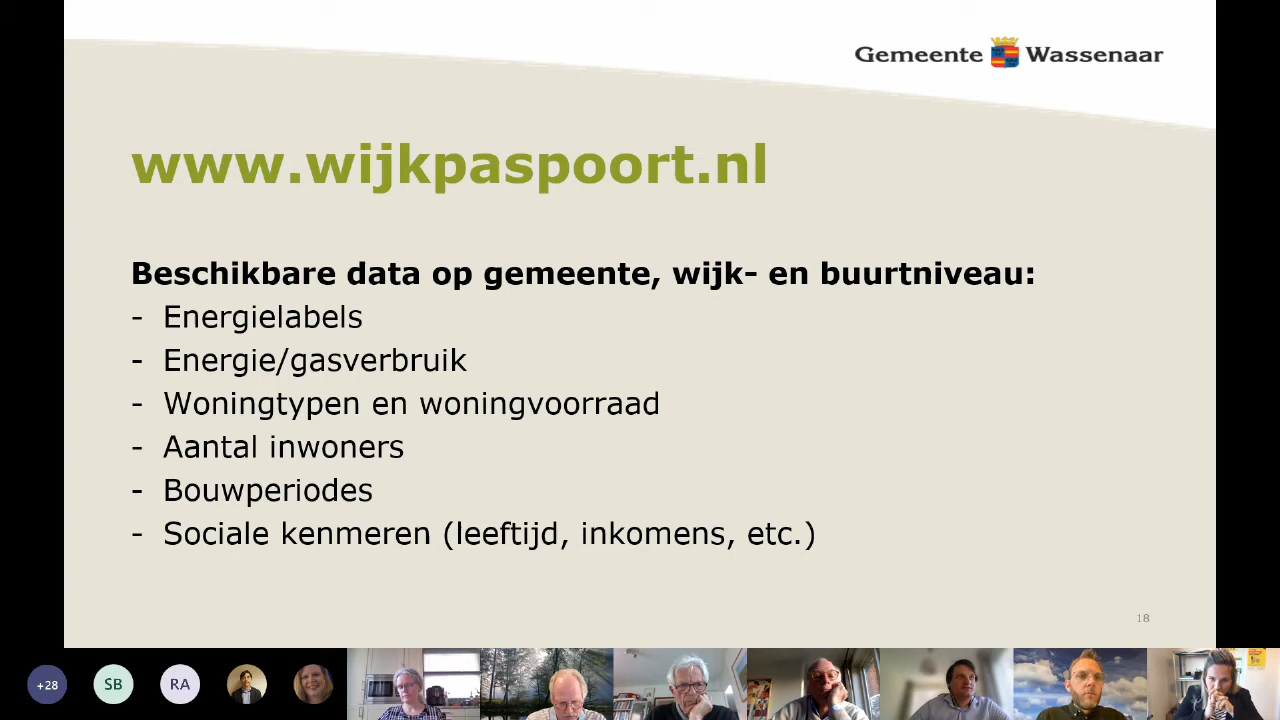 Gemeente Wassenaar
www.wijkpaspoort.nl
Beschikbare data op gemeente, wijk- en buurtniveau:
- Energielabels
- Energie/gasverbruik
- Woningtypen en woningvoorraad
- Aantal inwoners
- Bouwperiodes
- Sociale kenmeren (leeftijd, inkomens, etc.)
18
+28 SB RA